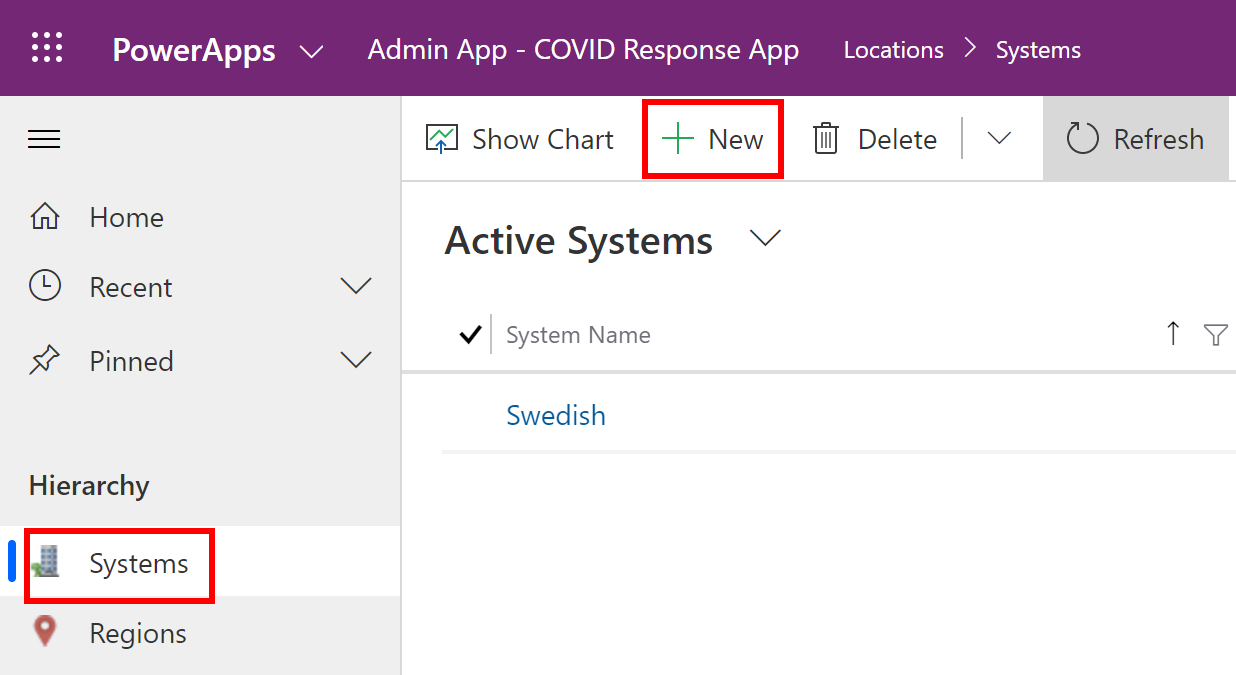 PowerApps Admin App - COVID Response App Locations Systems
Show Chart New Delete Refresh
Home
Recent
Pinned
Hierarchy
Systems
Regions
Active Systems
System Name
Swedish